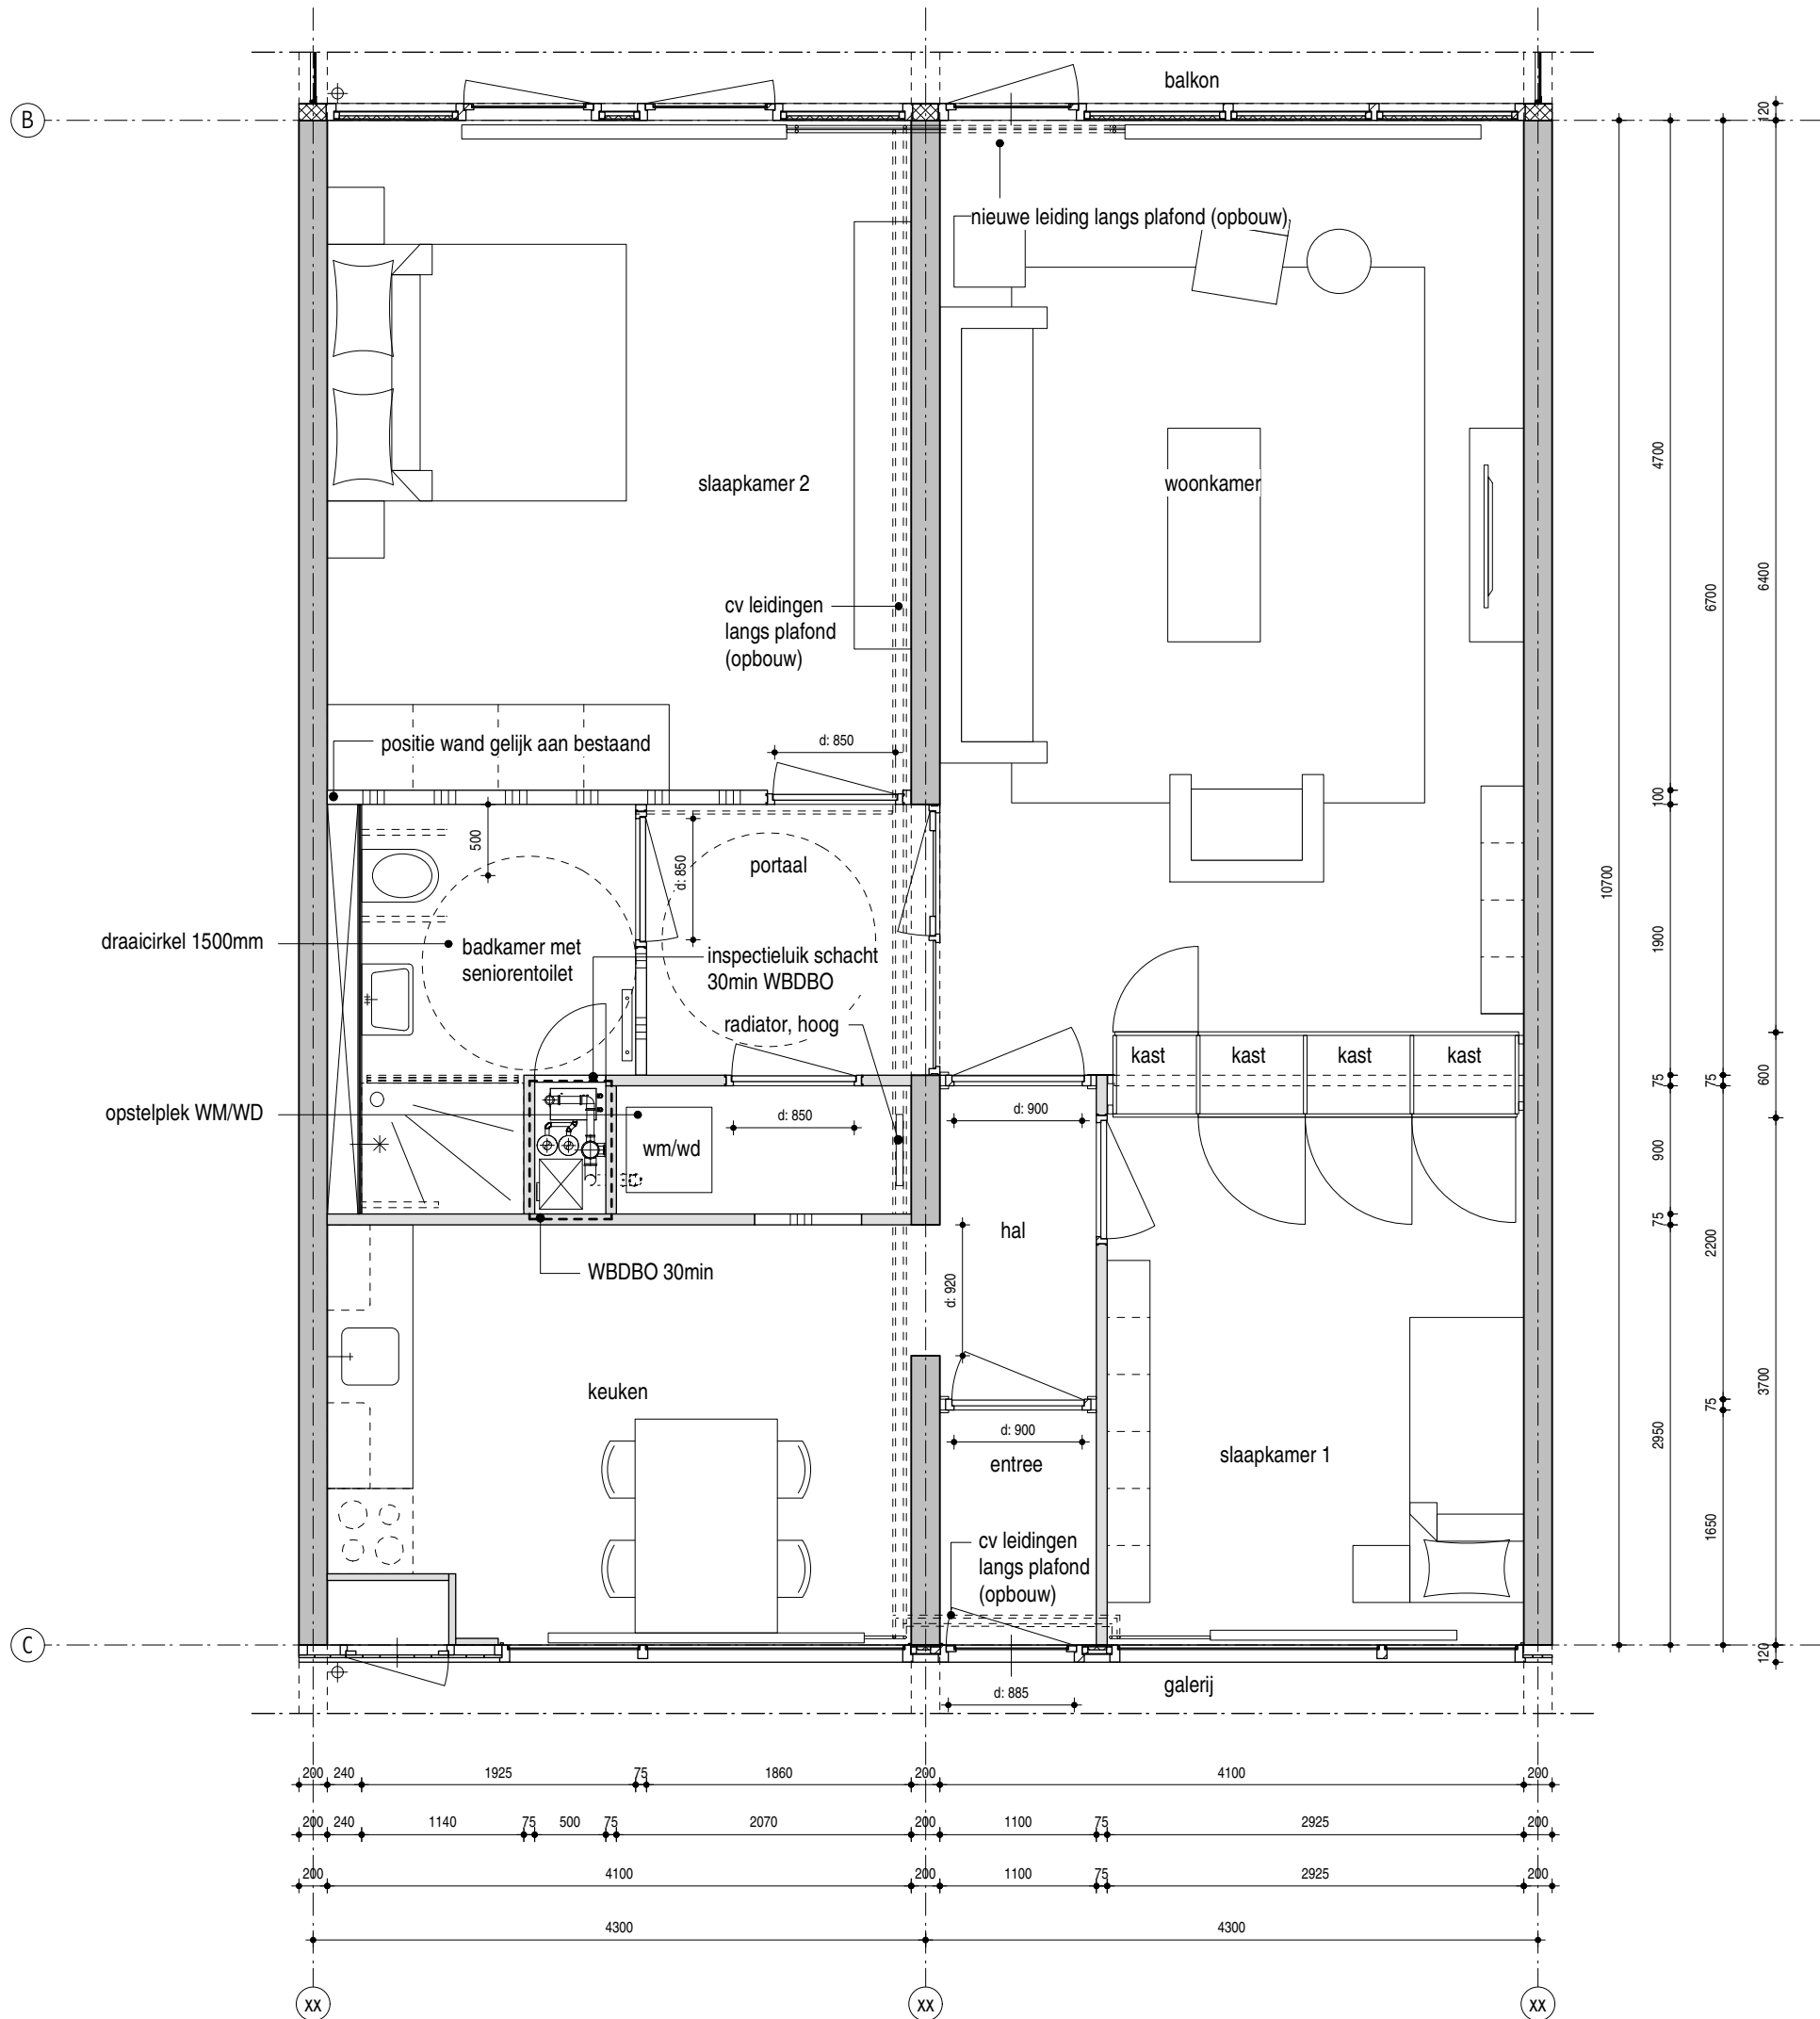 balkon
B
120
nieuwe leiding langs plafond (opbouw)
4700
6700
6400
10700
slaapkamer 2
woonkamer
cv leidingen
langs plafond
(opbouw)
positie wand gelijk aan bestaand
d: 850
100
500
portaal
d: 850
draaicirkel 1500mm
badkamer met
seniorentoilet
inspectieluik schacht
30min WBDBO
radiator, hoog
1900
kast
kast
kast
kast
75
75
600
opstelplek WM/WD
wm/wd
d: 850
d: 900
900
hal
75
2200
WBDBO 30min
d: 920
keuken
3700
75
d: 900
entree
slaapkamer 1
2950
1650
cv leidingen
langs plafond
(opbouw)
C
120
galerij
d: 885
200 240 1925 75 1860 200 4100 200
200 240 1140 75 500 75 2070 200 1100 75 2925 200
200 4100 200 1100 75 2925 200
4300 4300
xx xx xx